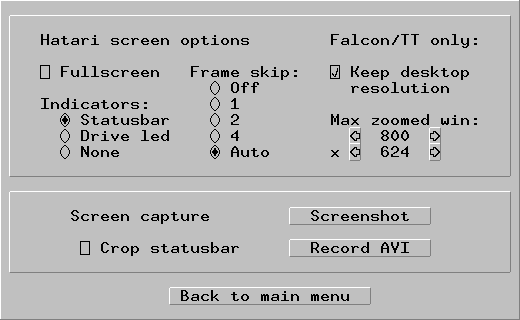 Hatari screen options Falcon/TT only:
Fullscreen Frame skip: Keep desktop
Off resolution
Indicators: 1
Statusbar 2 Max zoomed win:
Drive led 4 800
None Auto x 624
Screen capture Screenshot
Crop statusbar Record AVI
Back to main menu